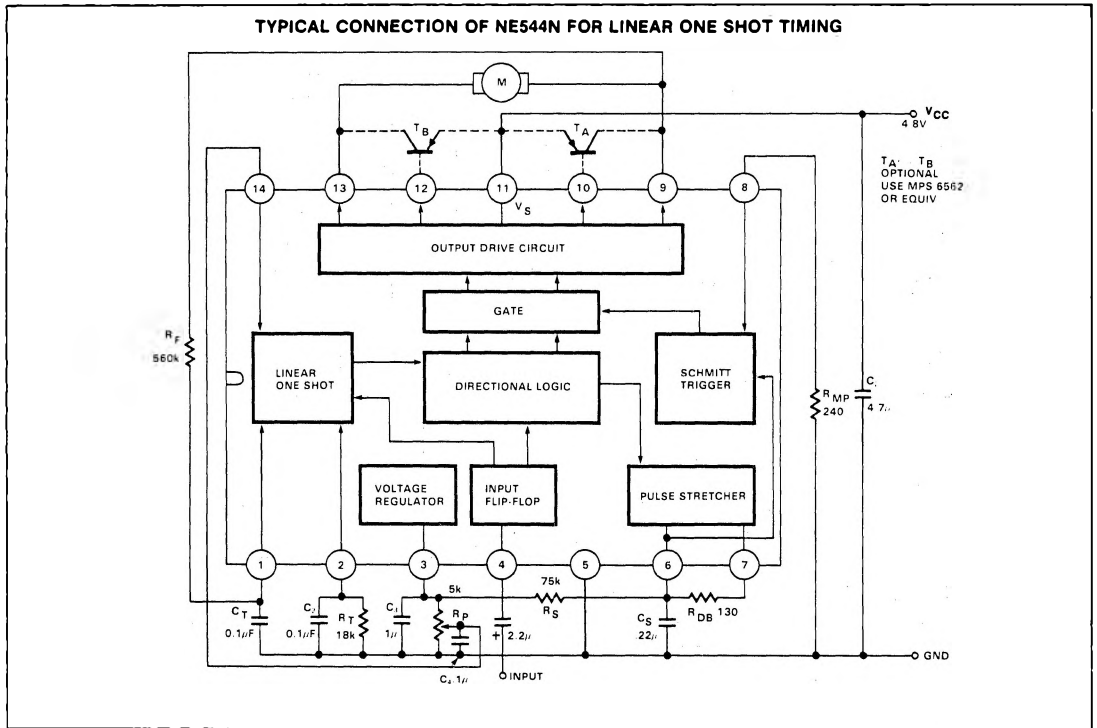 TYPICAL CONNECTION OF NE544N FOR LINEAR ONE SHOT TIMING
M
VCC
4 8V
TB
TA
TA' TB
OPTIONAL
USE MPS 6562
OR EQUIV
14
13
12
11
10
9
8
VS
OUTPUT DRIVE CIRCUIT
GATE
RF
560k
LINEAR
ONE SHOT
DIRECTIONAL LOGIC
SCHMITT
TRIGGER
RMP
240
4 7μ
VOLTAGE
REGULATOR
INPUT
FLIP-FLOP
PULSE STRETCHER
1
2
3
4
5
6
7
5k
75k
CT
0.1μF
C2
0.1μF
RT
18k
1μ
RP
+ 2.2μ
RS
CS
.22μ
RDB 130
C4 .1μ
INPUT
GND